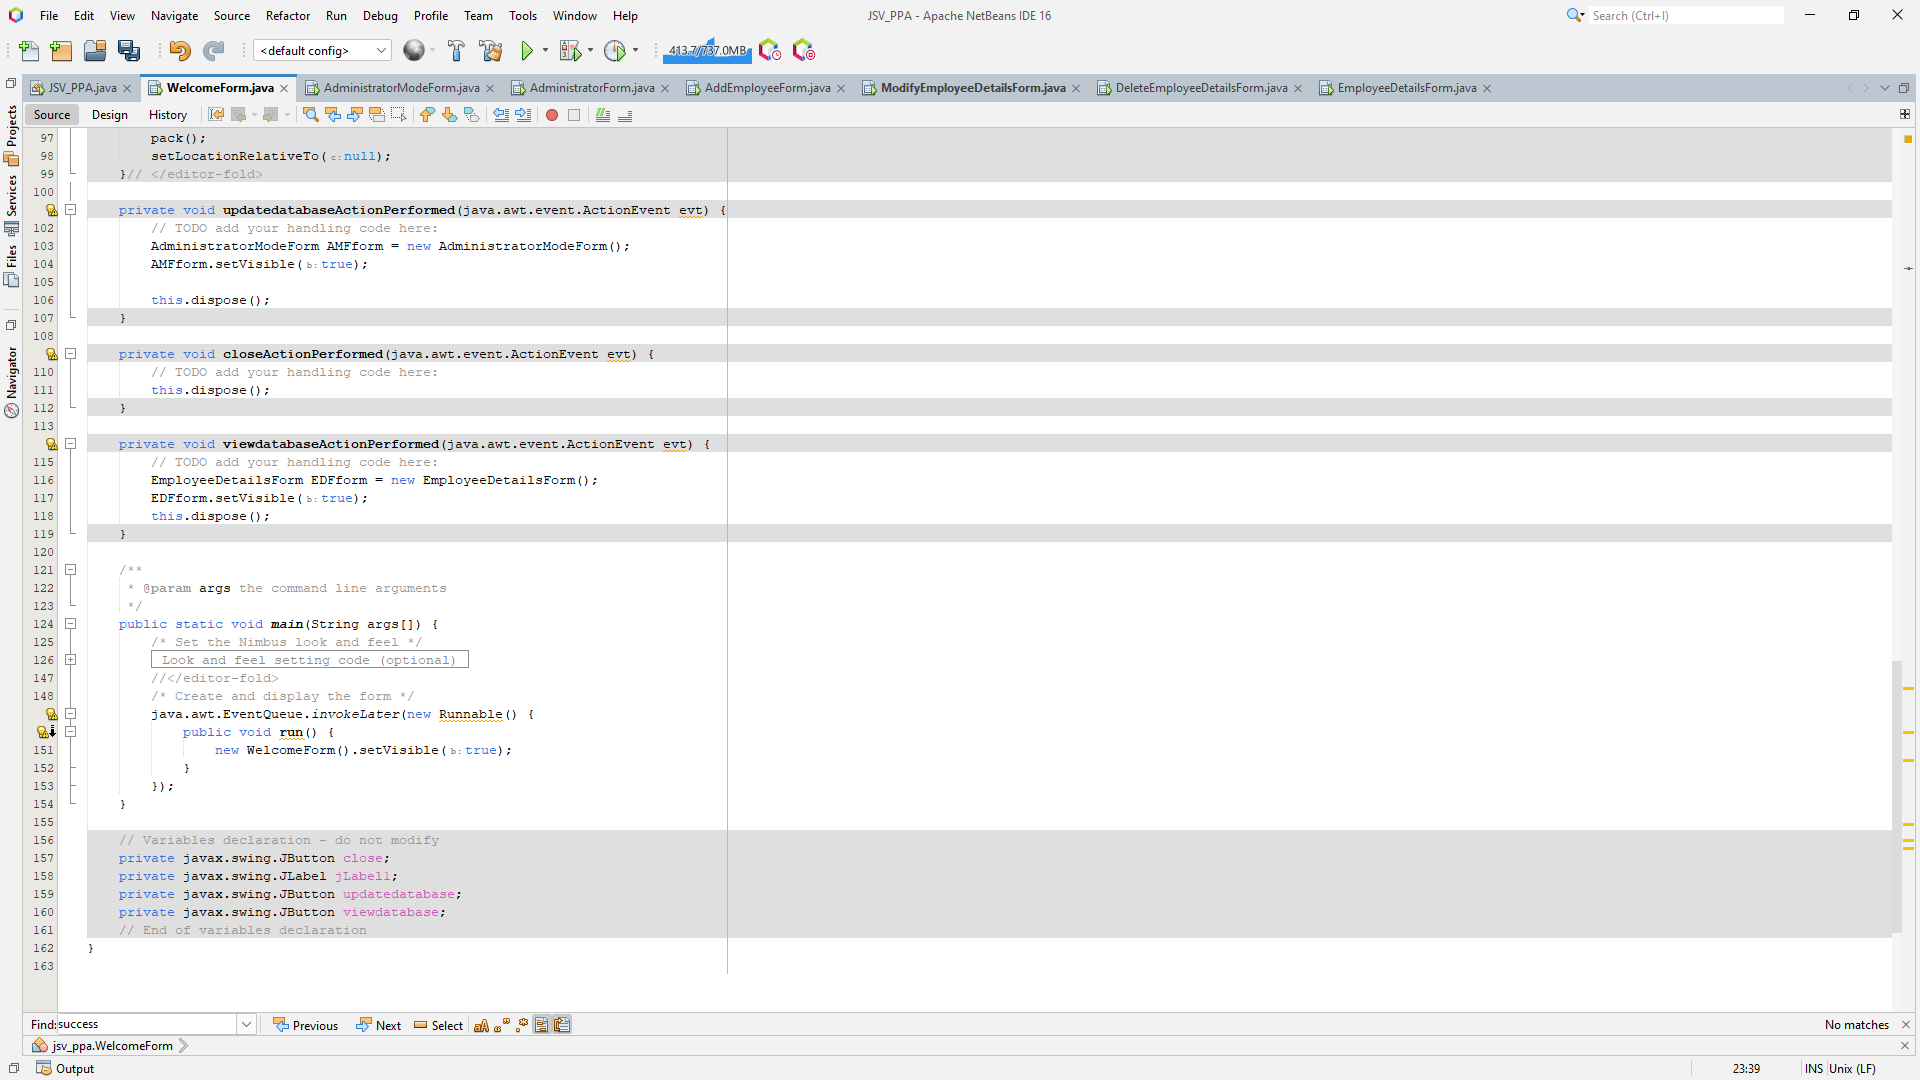 File Edit View Navigate Source Refactor Run Debug Profile Team Tools Window Help JSV_PPA - Apache NetBeans IDE 16 Search (Ctrl+I)
<default config> 413.7/737.0MB
JSV_PPA.java WelcomeForm.java AdministratorModeForm.java AdministratorForm.java AddEmployeeForm.java ModifyEmployeeDetailsForm.java DeleteEmployeeDetailsForm.java EmployeeDetailsForm.java
Source Design History
Projects
Services
Files
Navigator
97 pack();
98 setLocationRelativeTo(c:null);
99 }// </editor-fold>
100
private void updatedatabaseActionPerformed(java.awt.event.ActionEvent evt) {
102 // TODO add your handling code here:
103 AdministratorModeForm AMFform = new AdministratorModeForm();
104 AMFform.setVisible(b:true);
105
106 this.dispose();
107 }
108
private void closeActionPerformed(java.awt.event.ActionEvent evt) {
110 // TODO add your handling code here:
111 this.dispose();
112 }
113
private void viewdatabaseActionPerformed(java.awt.event.ActionEvent evt) {
115 // TODO add your handling code here:
116 EmployeeDetailsForm EDFform = new EmployeeDetailsForm();
117 EDFform.setVisible(b:true);
118 this.dispose();
119 }
120
121 /**
122 * @param args the command line arguments
123 */
124 public static void main(String args[]) {
125 /* Set the Nimbus look and feel */
126 Look and feel setting code (optional)
147 //</editor-fold>
148 /* Create and display the form */
java.awt.EventQueue.invokeLater(new Runnable() {
public void run() {
151 new WelcomeForm().setVisible(b:true);
152 }
153 });
154 }
155
156 // Variables declaration - do not modify
157 private javax.swing.JButton close;
158 private javax.swing.JLabel jLabel1;
159 private javax.swing.JButton updatedatabase;
160 private javax.swing.JButton viewdatabase;
161 // End of variables declaration
162 }
163
Find: success Previous Next Select No matches
jsv_ppa.WelcomeForm
Output 23:39 INS Unix (LF)